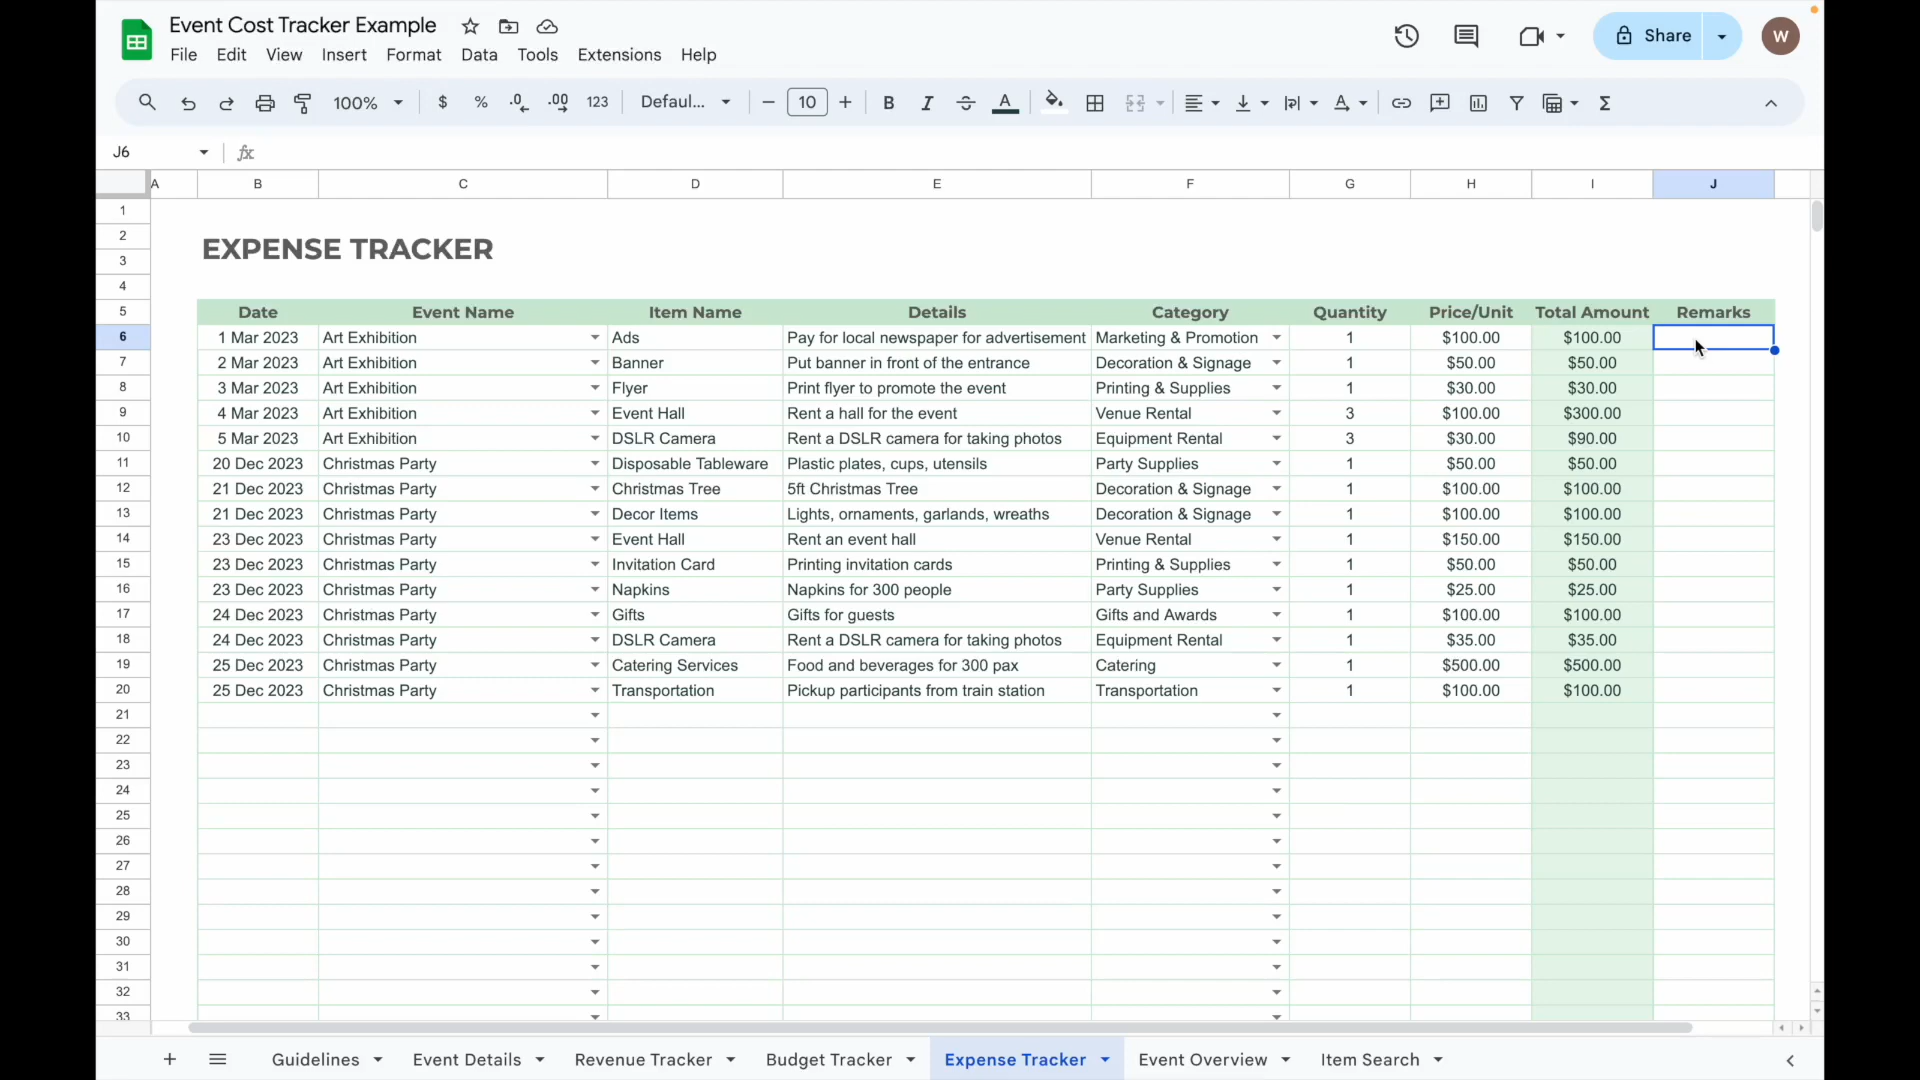 Event Cost Tracker Example
File Edit View Insert Format Data Tools Extensions Help
Share
W
100% $ % .0 .00 123 Defaul... 10 B I A
J6 fx
A B C D E F G H I J
1
2
EXPENSE TRACKER
3
4
5 Date Event Name Item Name Details Category Quantity Price/Unit Total Amount Remarks
6 1 Mar 2023 Art Exhibition Ads Pay for local newspaper for advertisement Marketing & Promotion 1 $100.00 $100.00
7 2 Mar 2023 Art Exhibition Banner Put banner in front of the entrance Decoration & Signage 1 $50.00 $50.00
8 3 Mar 2023 Art Exhibition Flyer Print flyer to promote the event Printing & Supplies 1 $30.00 $30.00
9 4 Mar 2023 Art Exhibition Event Hall Rent a hall for the event Venue Rental 3 $100.00 $300.00
10 5 Mar 2023 Art Exhibition DSLR Camera Rent a DSLR camera for taking photos Equipment Rental 3 $30.00 $90.00
11 20 Dec 2023 Christmas Party Disposable Tableware Plastic plates, cups, utensils Party Supplies 1 $50.00 $50.00
12 21 Dec 2023 Christmas Party Christmas Tree 5ft Christmas Tree Decoration & Signage 1 $100.00 $100.00
13 21 Dec 2023 Christmas Party Decor Items Lights, ornaments, garlands, wreaths Decoration & Signage 1 $100.00 $100.00
14 23 Dec 2023 Christmas Party Event Hall Rent an event hall Venue Rental 1 $150.00 $150.00
15 23 Dec 2023 Christmas Party Invitation Card Printing invitation cards Printing & Supplies 1 $50.00 $50.00
16 23 Dec 2023 Christmas Party Napkins Napkins for 300 people Party Supplies 1 $25.00 $25.00
17 24 Dec 2023 Christmas Party Gifts Gifts for guests Gifts and Awards 1 $100.00 $100.00
18 24 Dec 2023 Christmas Party DSLR Camera Rent a DSLR camera for taking photos Equipment Rental 1 $35.00 $35.00
19 25 Dec 2023 Christmas Party Catering Services Food and beverages for 300 pax Catering 1 $500.00 $500.00
20 25 Dec 2023 Christmas Party Transportation Pickup participants from train station Transportation 1 $100.00 $100.00
21
22
23
24
25
26
27
28
29
30
31
32
33
Guidelines Event Details Revenue Tracker Budget Tracker Expense Tracker Event Overview Item Search